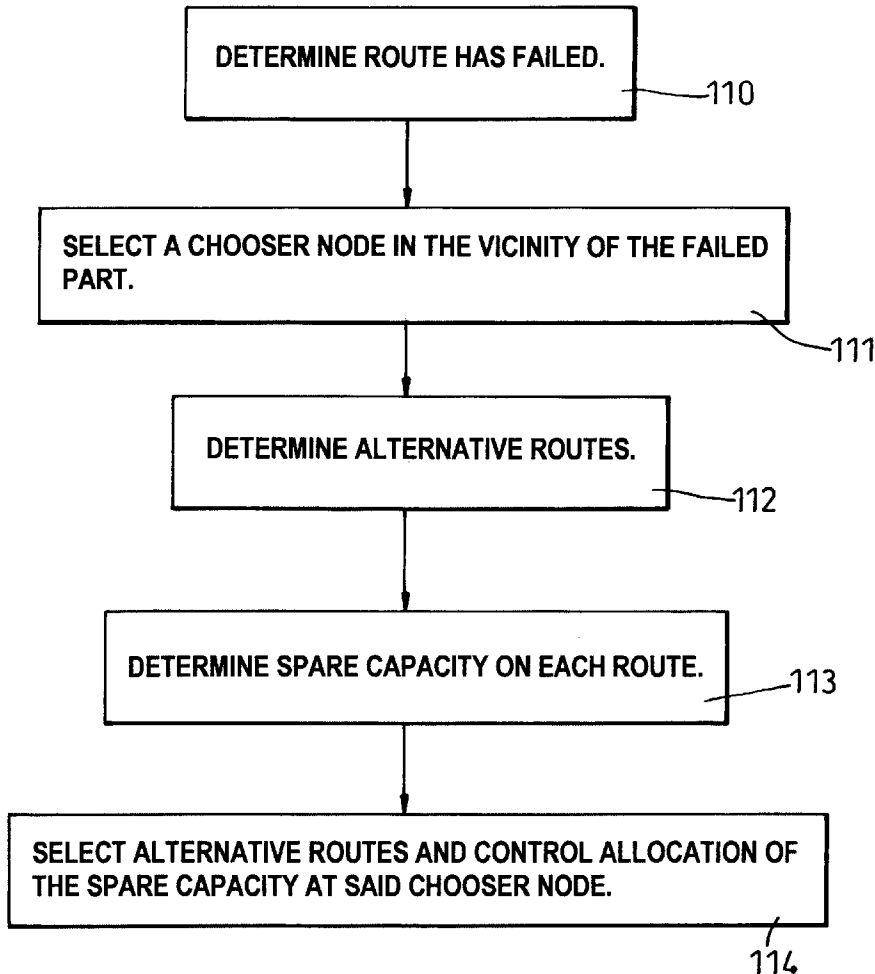 DETERMINE ROUTE HAS FAILED.
110
SELECT A CHOOSER NODE IN THE VICINITY OF THE FAILED
PART.
111
DETERMINE ALTERNATIVE ROUTES.
112
DETERMINE SPARE CAPACITY ON EACH ROUTE.
113
SELECT ALTERNATIVE ROUTES AND CONTROL ALLOCATION OF
THE SPARE CAPACITY AT SAID CHOOSER NODE.
114